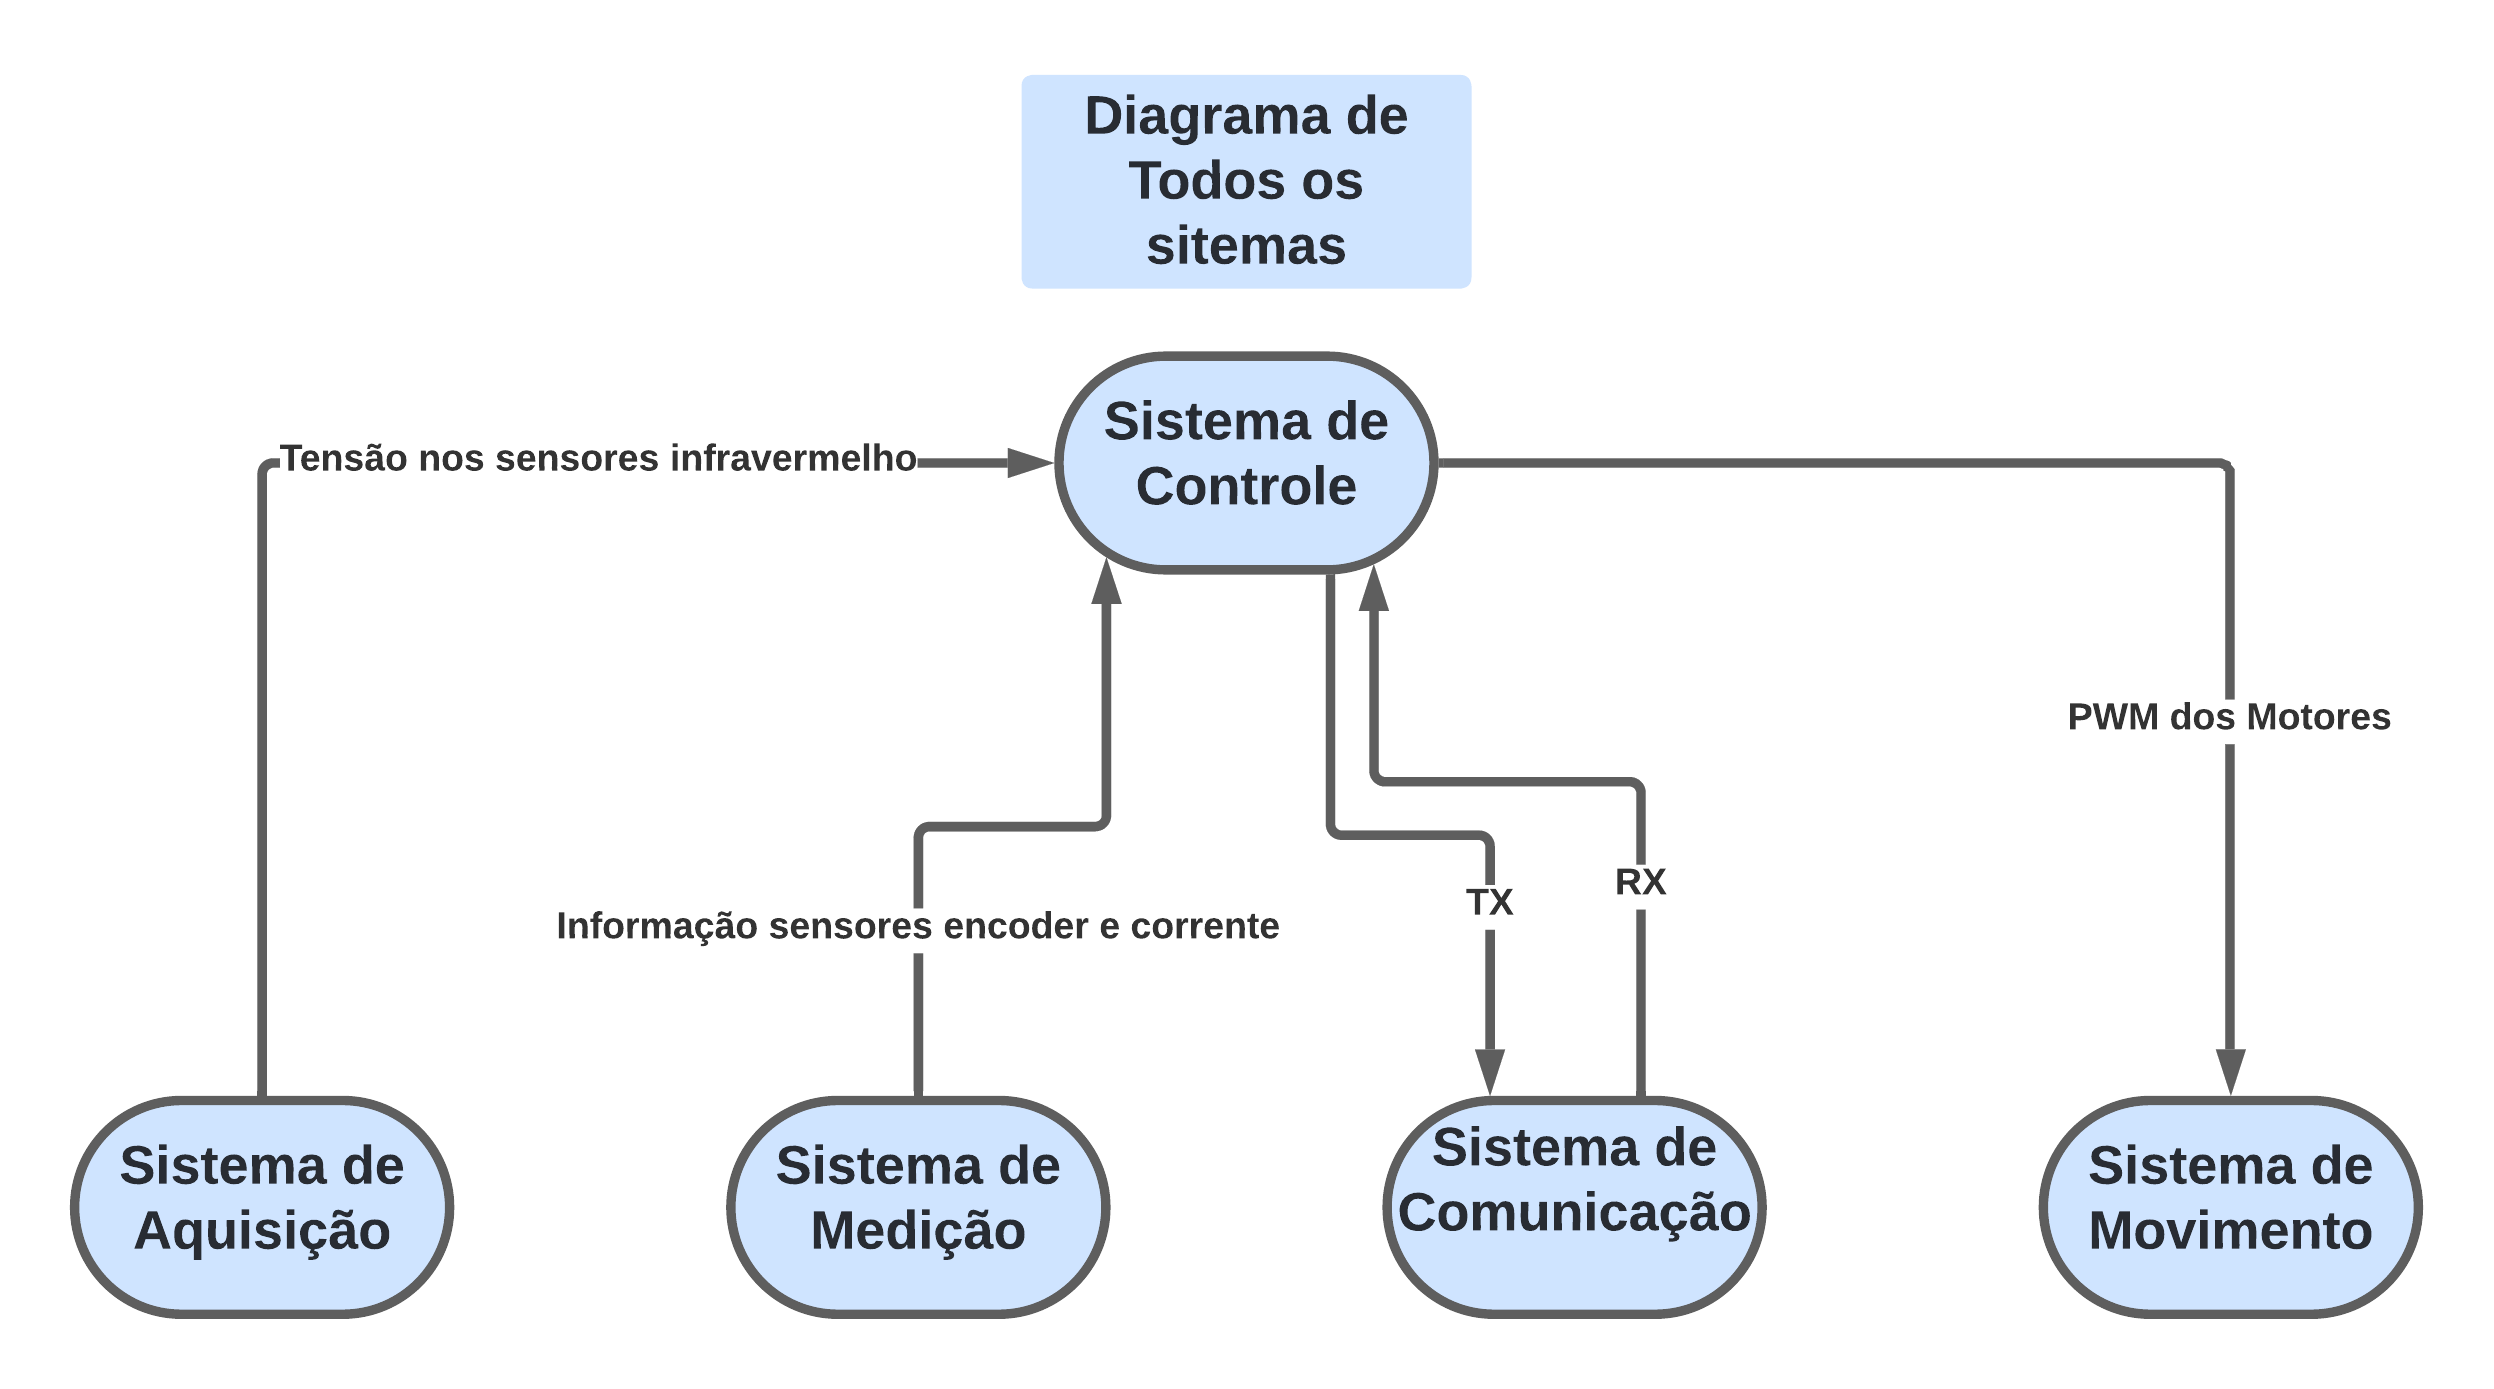 Diagrama de
Todos os
sitemas
Sistema de
Controle
Tensão nos sensores infravermelho
PWM dos Motores
RX
TX
Informação sensores encoder e corrente
Sistema de
Aquisição
Sistema de
Medição
Sistema de
Comunicação
Sistema de
Movimento